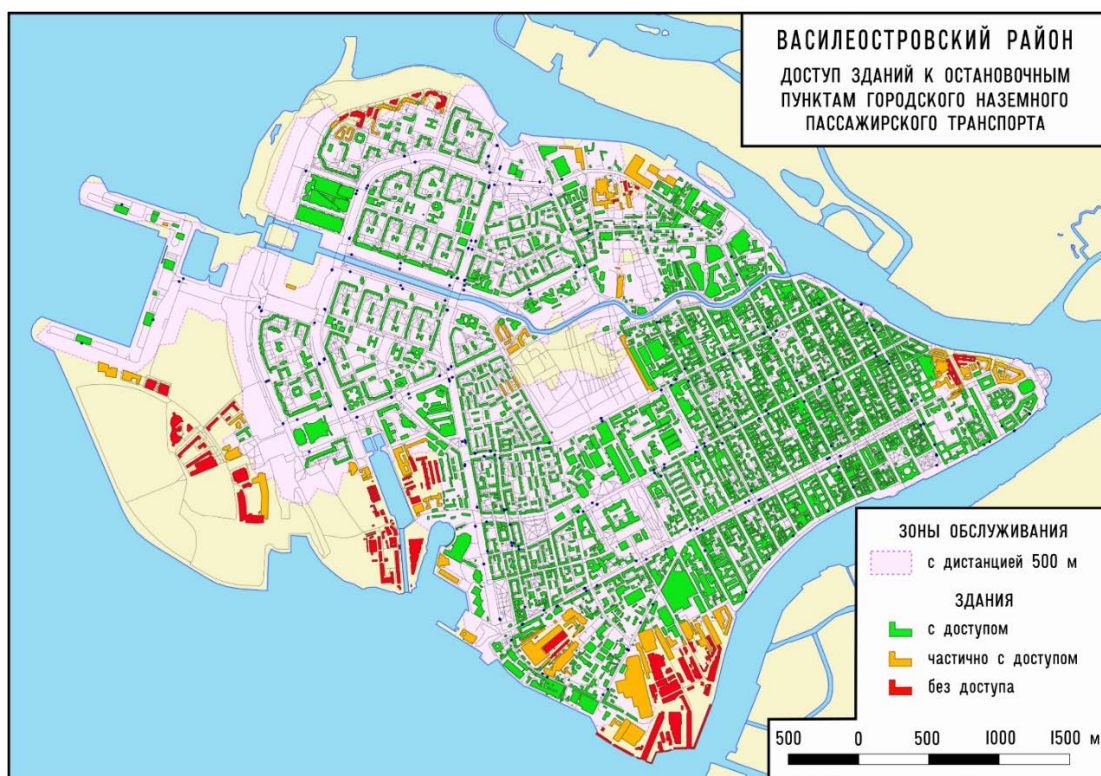 ВАСИЛЕОСТРОВСКИЙ РАЙОН
ДОСТУП ЗДАНИЙ К ОСТАНОВОЧНЫМ
ПУНКТАМ ГОРОДСКОГО НАЗЕМНОГО
ПАССАЖИРСКОГО ТРАНСПОРТА
ЗОНЫ ОБСЛУЖИВАНИЯ
с дистанцией 500 м
ЗДАНИЯ
с доступом
частично с доступом
без доступа
500 0 500 1000 1500 м